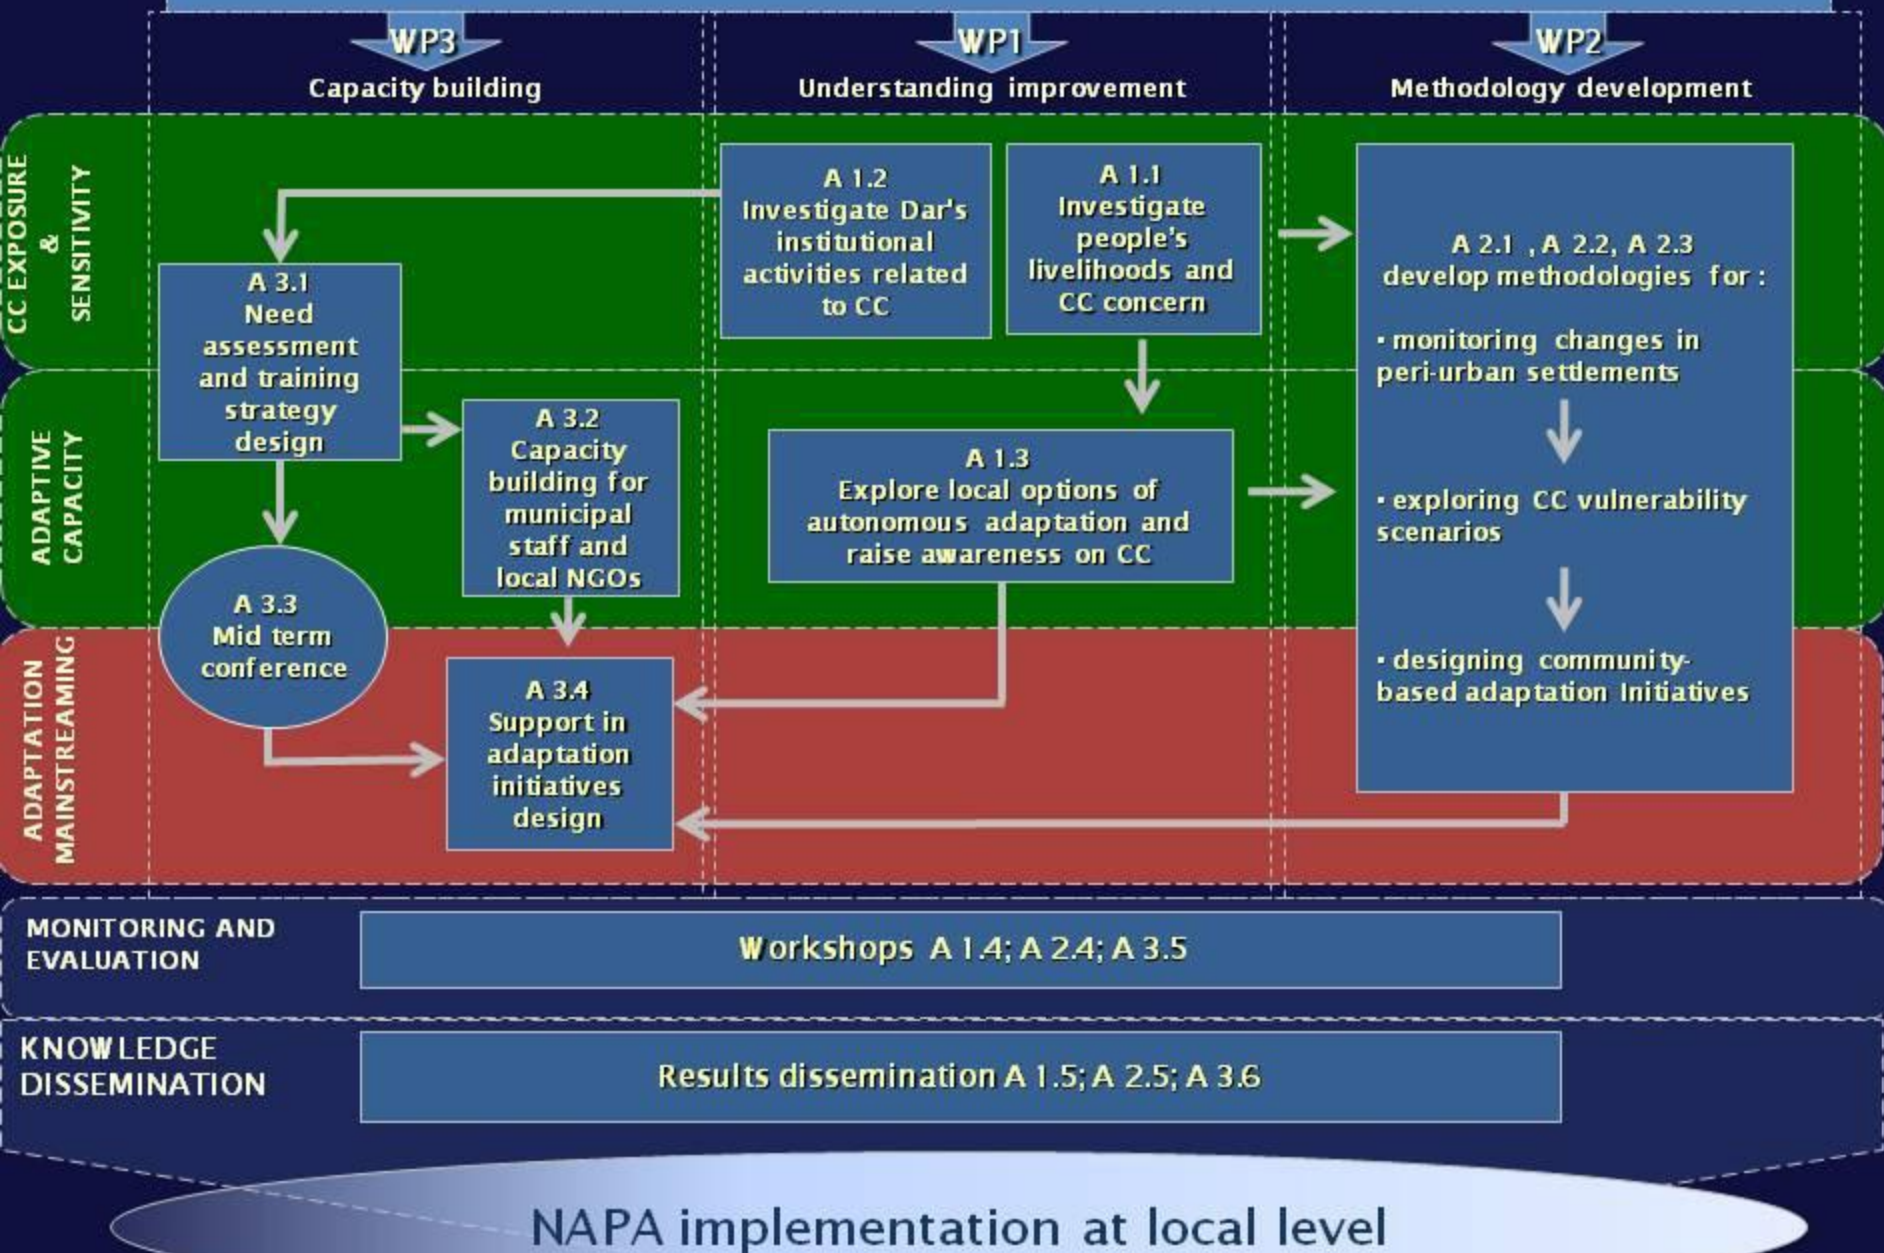 WP3
Capacity building
WP1
Understanding improvement
WP2
Methodology development
CC EXPOSURE
&
SENSITIVITY
A 1.2
Investigate Dar's
institutional
activities related
to CC
A 1.1
Investigate
people's
livelihoods and
CC concern
A 2.1 , A 2.2, A 2.3
develop methodologies for :
▪ monitoring changes in
peri-urban settlements
▪ exploring CC vulnerability
scenarios
▪ designing community-
based adaptation Initiatives
A 3.1
Need
assessment
and training
strategy
design
ADAPTIVE
CAPACITY
A 3.2
Capacity
building for
municipal
staff and
local NGOs
A 1.3
Explore local options of
autonomous adaptation and
raise awareness on CC
A 3.3
Mid term
conference
ADAPTATION
MAINSTREAMING
A 3.4
Support in
adaptation
initiatives
design
MONITORING AND
EVALUATION
Workshops A 1.4; A 2.4; A 3.5
KNOWLEDGE
DISSEMINATION
Results dissemination A 1.5; A 2.5; A 3.6
NAPA implementation at local level